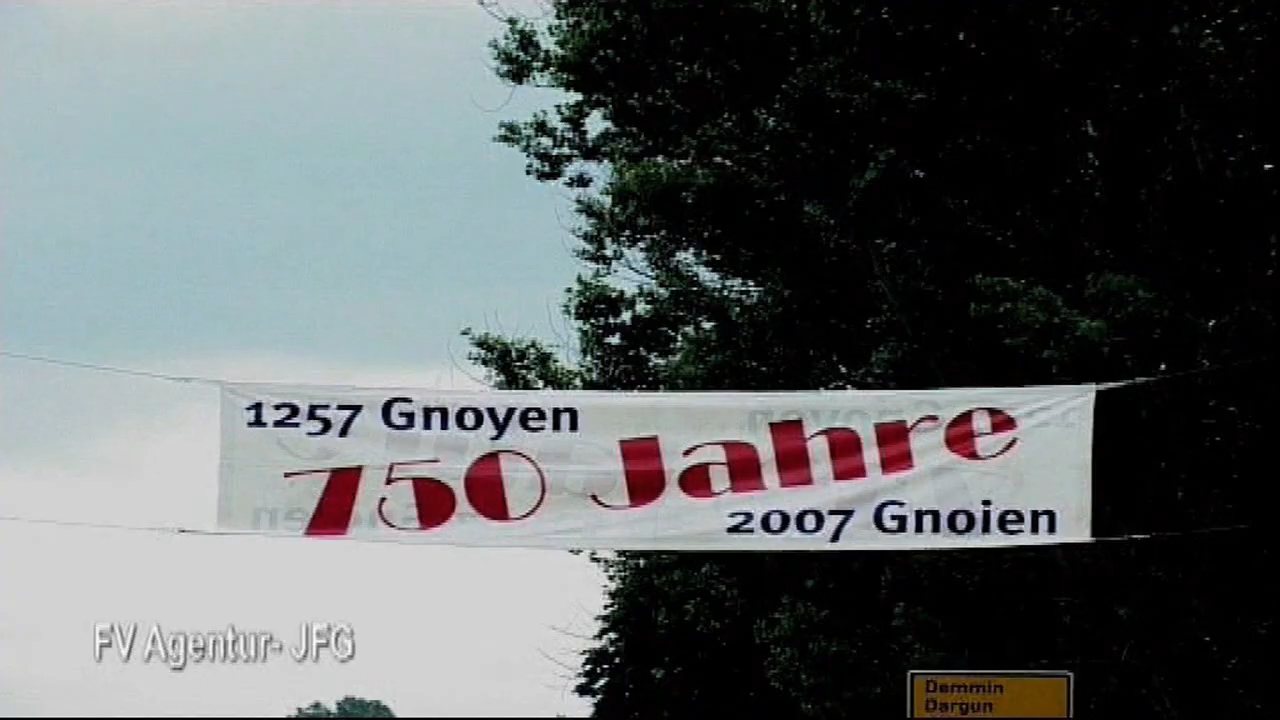 1257 Gnoyen
750 Jahre
2007 Gnoien
FV Agentur- JFG
Demmin
Dargun